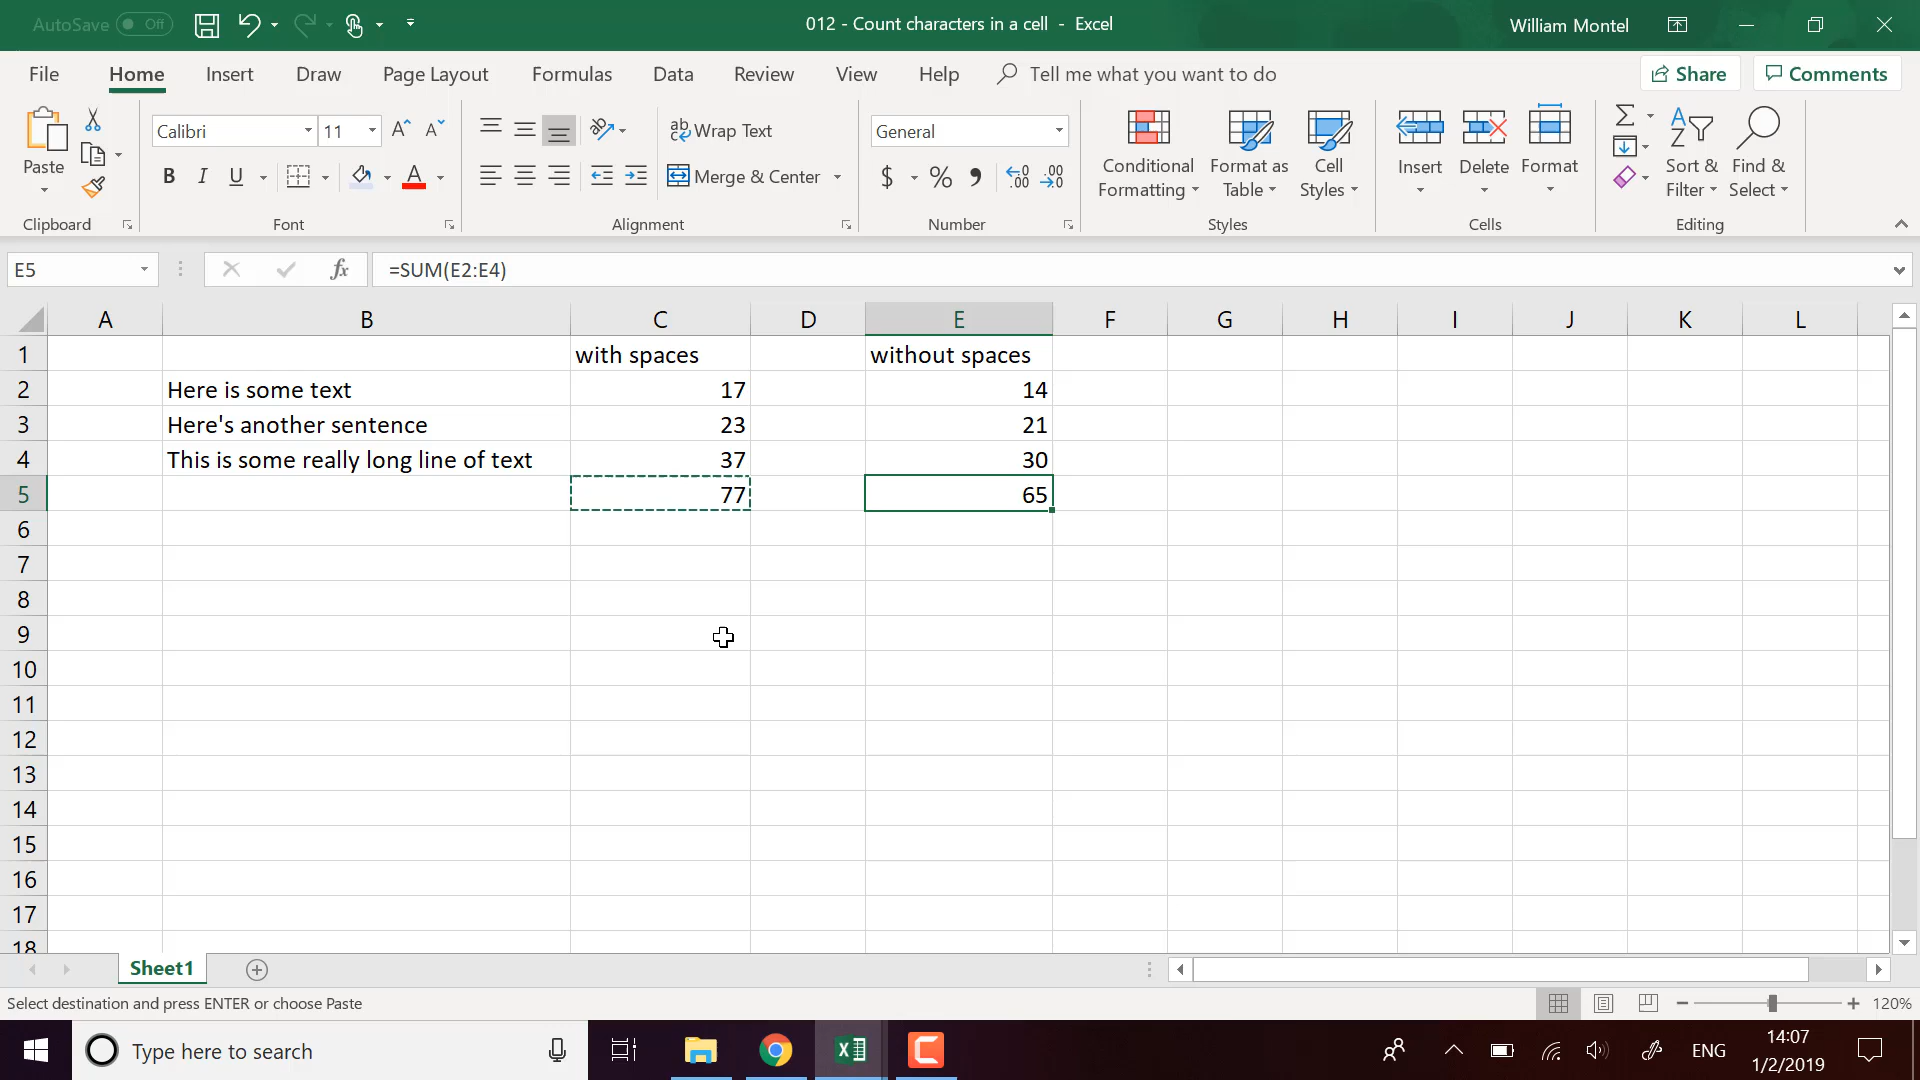 AutoSave Off 012 - Count characters in a cell - Excel William Montel
File Home Insert Draw Page Layout Formulas Data Review View Help Tell me what you want to do Share Comments
Paste
Clipboard
Calibri 11
B I U A
Font
ab Wrap Text
Merge & Center
Alignment
General
$ % , .00 .00
Number
Conditional Formatting
Format as Table
Cell Styles
Styles
Insert Delete Format
Cells
Sort & Filter
Find & Select
Editing
E5 fx =SUM(E2:E4)
A B C D E F G H I J K L
1 with spaces without spaces
2 Here is some text 17 14
3 Here's another sentence 23 21
4 This is some really long line of text 37 30
5 77 65
6
7
8
9
10
11
12
13
14
15
16
17
18
Sheet1
Select destination and press ENTER or choose Paste 120%
Type here to search ENG 14:07
1/2/2019